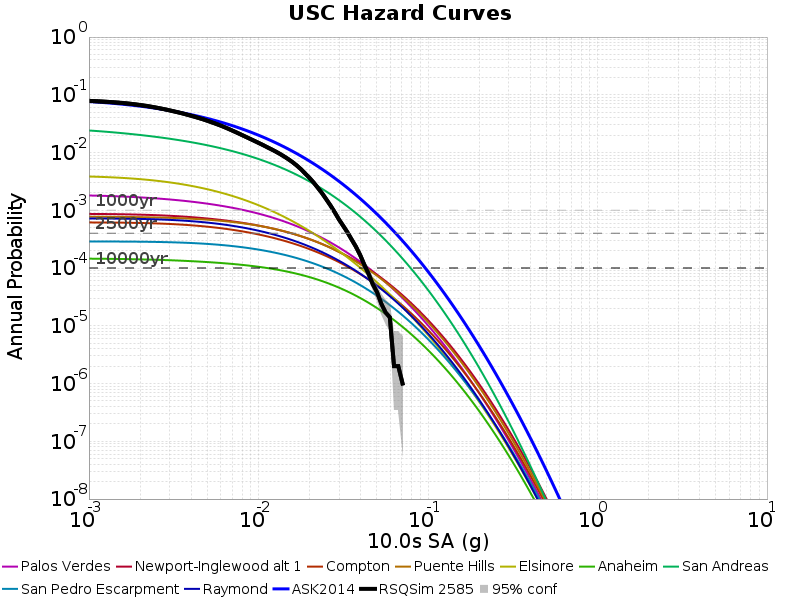 USC Hazard Curves
Annual Probability
10^0
10^-1
10^-2
10^-3
10^-4
10^-5
10^-6
10^-7
10^-8
1000yr
2500yr
10000yr
10^-3 10^-2 10^-1 10^0 10^1
10.0s SA (g)
Palos Verdes Newport-Inglewood alt 1 Compton Puente Hills Elsinore Anaheim San Andreas
San Pedro Escarpment Raymond ASK2014 RSQSim 2585 95% conf